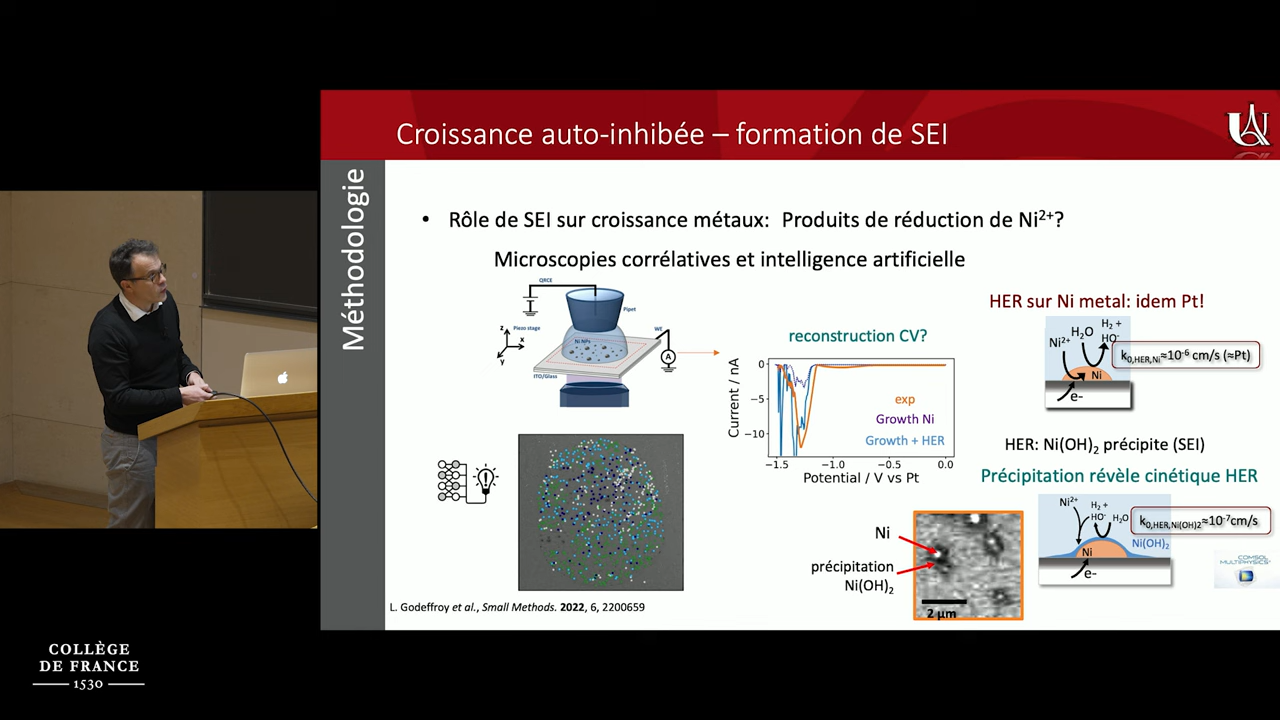 Croissance auto-inhibée – formation de SEI
Méthodologie
• Rôle de SEI sur croissance métaux: Produits de réduction de Ni²⁺?
Microscopies corrélatives et intelligence artificielle
QRCE
Pipet
Piezo stage
z
x
y
Ni NPs
WE
A
ITO/Glass
reconstruction CV?
Current / nA
0
−5
−10
exp
Growth Ni
Growth + HER
−1.5 −1.0 −0.5 0.0
Potential / V vs Pt
HER sur Ni metal: idem Pt!
Ni²⁺ H₂O H₂ +
HO⁻
Ni
e-
k₀,HER,Ni≈10⁻⁶ cm/s (≈Pt)
HER: Ni(OH)₂ précipite (SEI)
Précipitation révèle cinétique HER
Ni²⁺ H₂ +
HO⁻ H₂O
Ni
Ni(OH)₂
e-
k₀,HER,Ni(OH)2≈10⁻⁷cm/s
COMSOL
MULTIPHYSICS
Ni
précipitation
Ni(OH)₂
2 µm
L. Godeffroy et al., Small Methods. 2022, 6, 2200659
COLLÈGE
DE FRANCE
1530